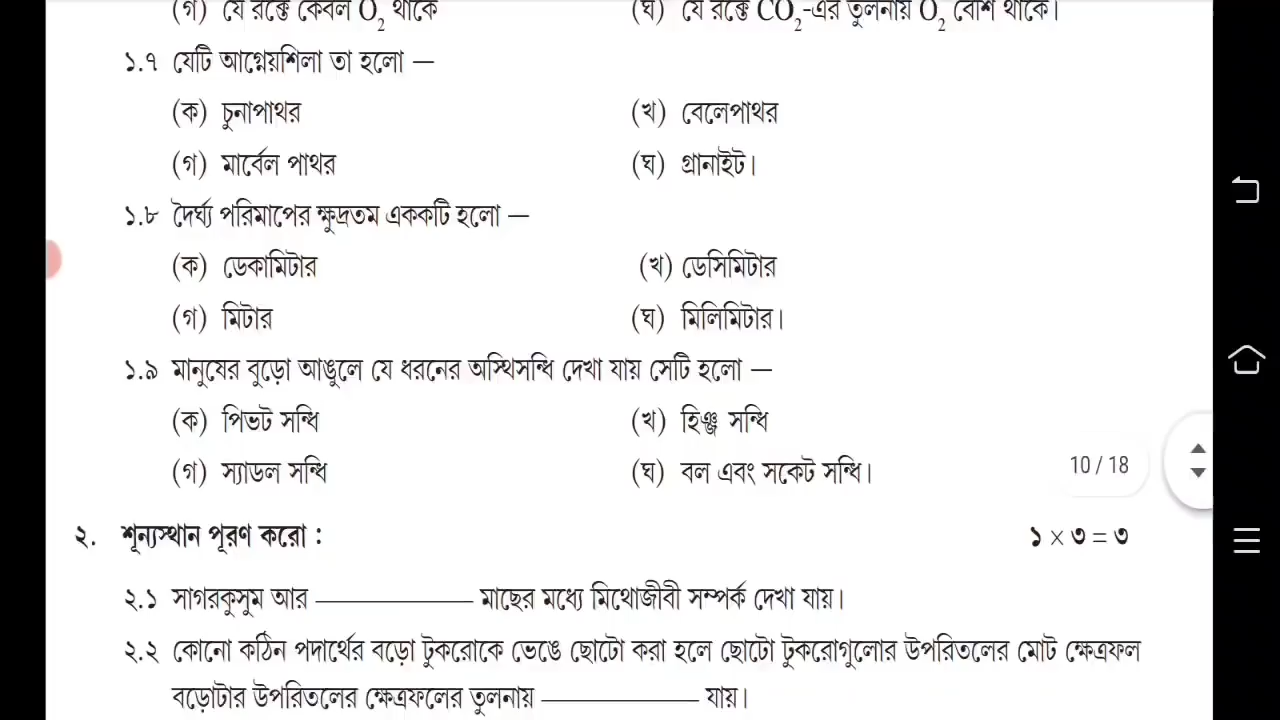 (গ) যে রক্তে কেবল O₂ থাকে (ঘ) যে রক্তে CO₂-এর তুলনায় O₂ বেশি থাকে।
১.৭ যেটি আগ্নেয়শিলা তা হলো —
(ক) চুনাপাথর (খ) বেলেপাথর
(গ) মার্বেল পাথর (ঘ) গ্রানাইট।
১.৮ দৈর্ঘ্য পরিমাপের ক্ষুদ্রতম এককটি হলো —
(ক) ডেকামিটার (খ) ডেসিমিটার
(গ) মিটার (ঘ) মিলিমিটার।
১.৯ মানুষের বুড়ো আঙুলে যে ধরনের অস্থিসন্ধি দেখা যায় সেটি হলো —
(ক) পিভট সন্ধি (খ) হিঞ্জ সন্ধি
(গ) স্যাডল সন্ধি (ঘ) বল এবং সকেট সন্ধি।
10 / 18
২. শূন্যস্থান পূরণ করো : ১ × ৩ = ৩
২.১ সাগরকুসুম আর ____________ মাছের মধ্যে মিথোজীবী সম্পর্ক দেখা যায়।
২.২ কোনো কঠিন পদার্থের বড়ো টুকরোকে ভেঙে ছোটো করা হলে ছোটো টুকরোগুলোর উপরিতলের মোট ক্ষেত্রফল
বড়োটার উপরিতলের ক্ষেত্রফলের তুলনায় ____________ যায়।